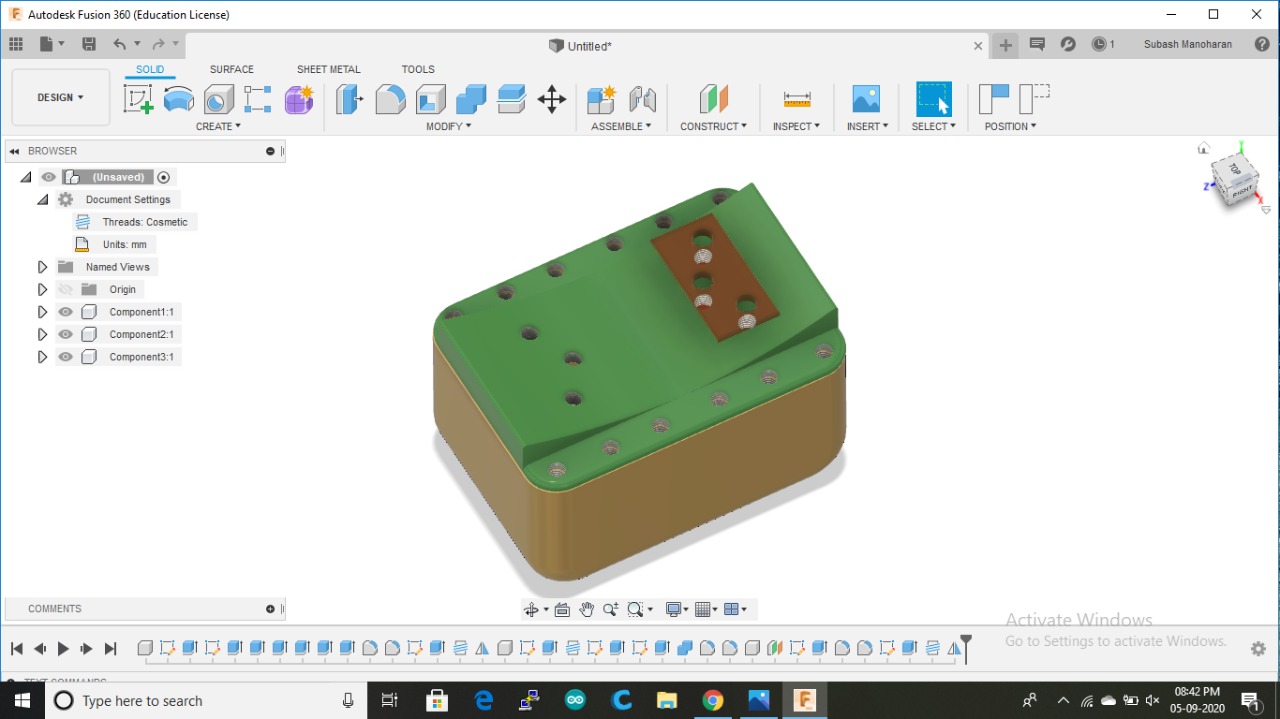 Autodesk Fusion 360 (Education License)
Untitled*
1
Subash Manoharan
SOLID SURFACE SHEET METAL TOOLS
DESIGN
CREATE MODIFY ASSEMBLE CONSTRUCT INSPECT INSERT SELECT POSITION
BROWSER
(Unsaved)
Document Settings
Threads: Cosmetic
Units: mm
Named Views
Origin
Component1:1
Component2:1
Component3:1
TOP
RIGHT
Y
Z
X
COMMENTS
Activate Windows
Go to Settings to activate Windows.
TEXT COMMANDS
Type here to search
08:42 PM
05-09-2020
1